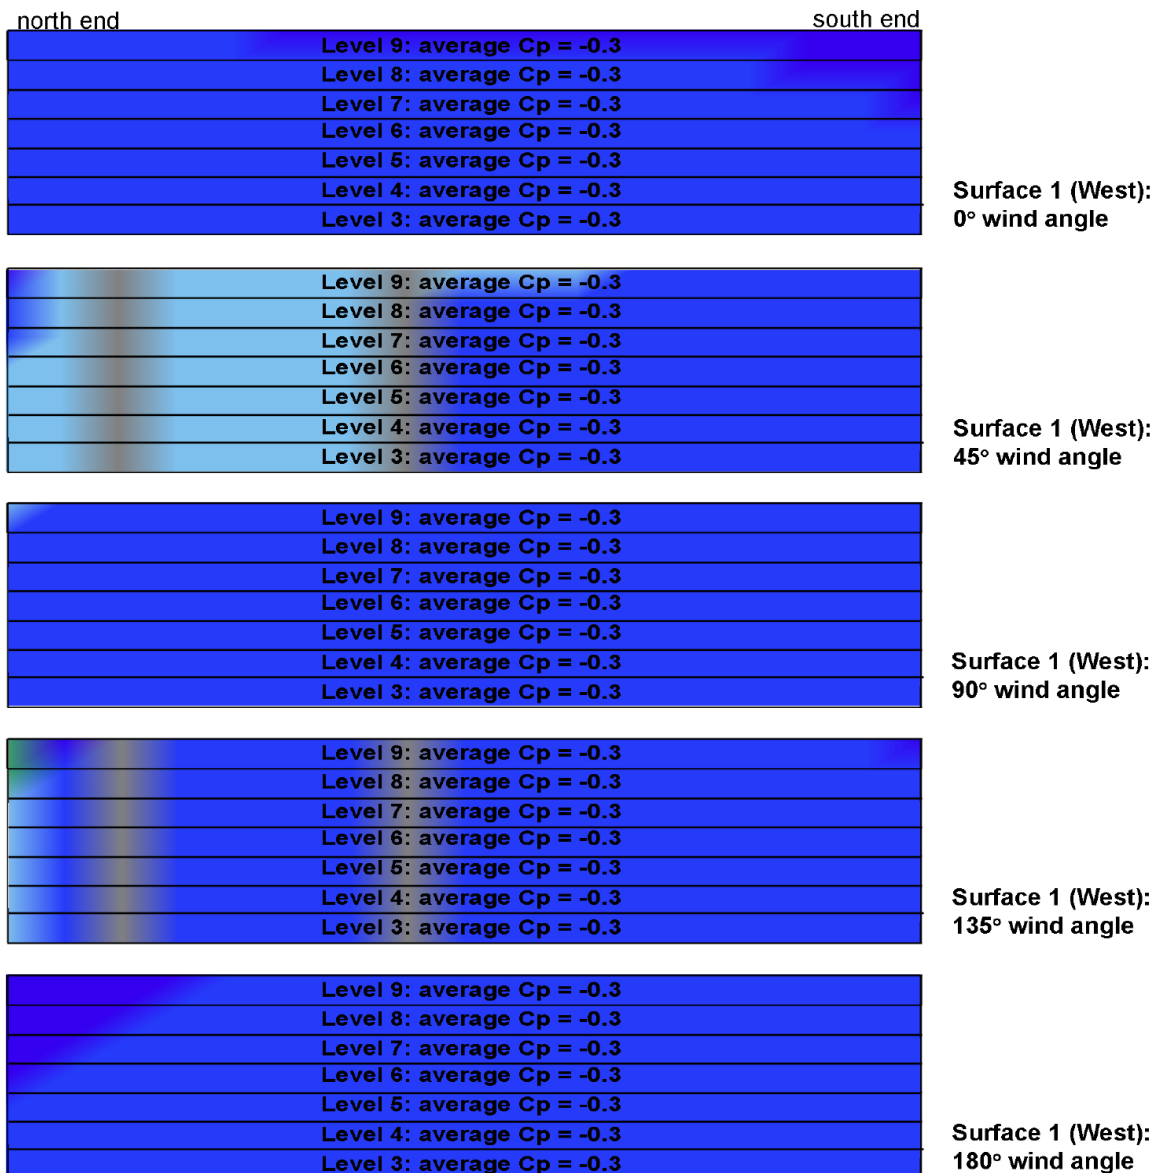 north end
south end
Level 9: average Cp = -0.3
Level 8: average Cp = -0.3
Level 7: average Cp = -0.3
Level 6: average Cp = -0.3
Level 5: average Cp = -0.3
Level 4: average Cp = -0.3
Level 3: average Cp = -0.3
Surface 1 (West):
0° wind angle
Level 9: average Cp = -0.3
Level 8: average Cp = -0.3
Level 7: average Cp = -0.3
Level 6: average Cp = -0.3
Level 5: average Cp = -0.3
Level 4: average Cp = -0.3
Level 3: average Cp = -0.3
Surface 1 (West):
45° wind angle
Level 9: average Cp = -0.3
Level 8: average Cp = -0.3
Level 7: average Cp = -0.3
Level 6: average Cp = -0.3
Level 5: average Cp = -0.3
Level 4: average Cp = -0.3
Level 3: average Cp = -0.3
Surface 1 (West):
90° wind angle
Level 9: average Cp = -0.3
Level 8: average Cp = -0.3
Level 7: average Cp = -0.3
Level 6: average Cp = -0.3
Level 5: average Cp = -0.3
Level 4: average Cp = -0.3
Level 3: average Cp = -0.3
Surface 1 (West):
135° wind angle
Level 9: average Cp = -0.3
Level 8: average Cp = -0.3
Level 7: average Cp = -0.3
Level 6: average Cp = -0.3
Level 5: average Cp = -0.3
Level 4: average Cp = -0.3
Level 3: average Cp = -0.3
Surface 1 (West):
180° wind angle